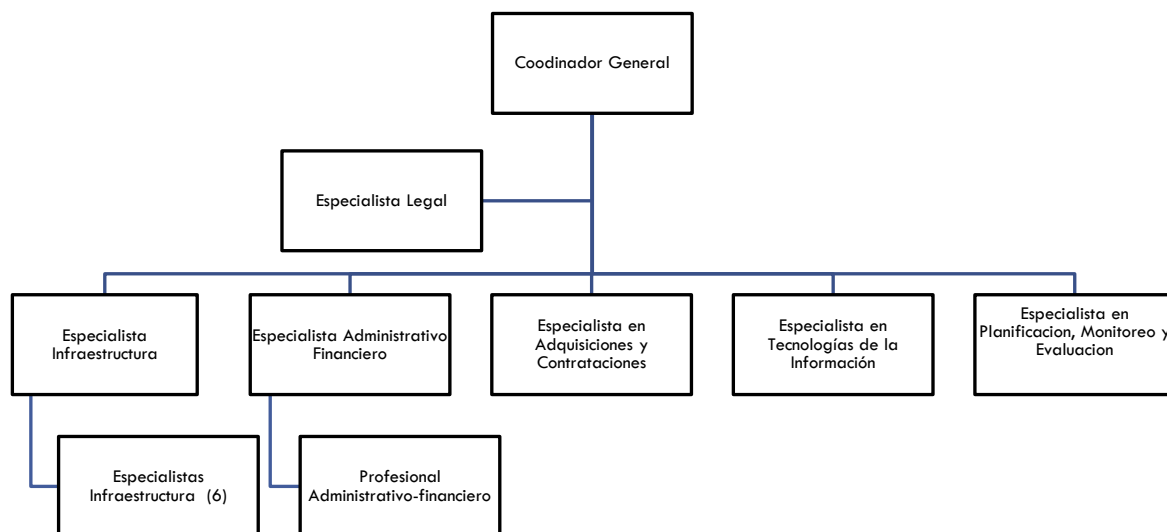 Coodinador General
Especialista Legal
Especialista
Infraestructura
Especialista Administrativo
Financiero
Especialista en
Adquisiciones y
Contrataciones
Especialista en
Tecnologías de la
Información
Especialista en
Planificacion, Monitoreo y
Evaluacion
Especialistas
Infraestructura (6)
Profesional
Administrativo-financiero